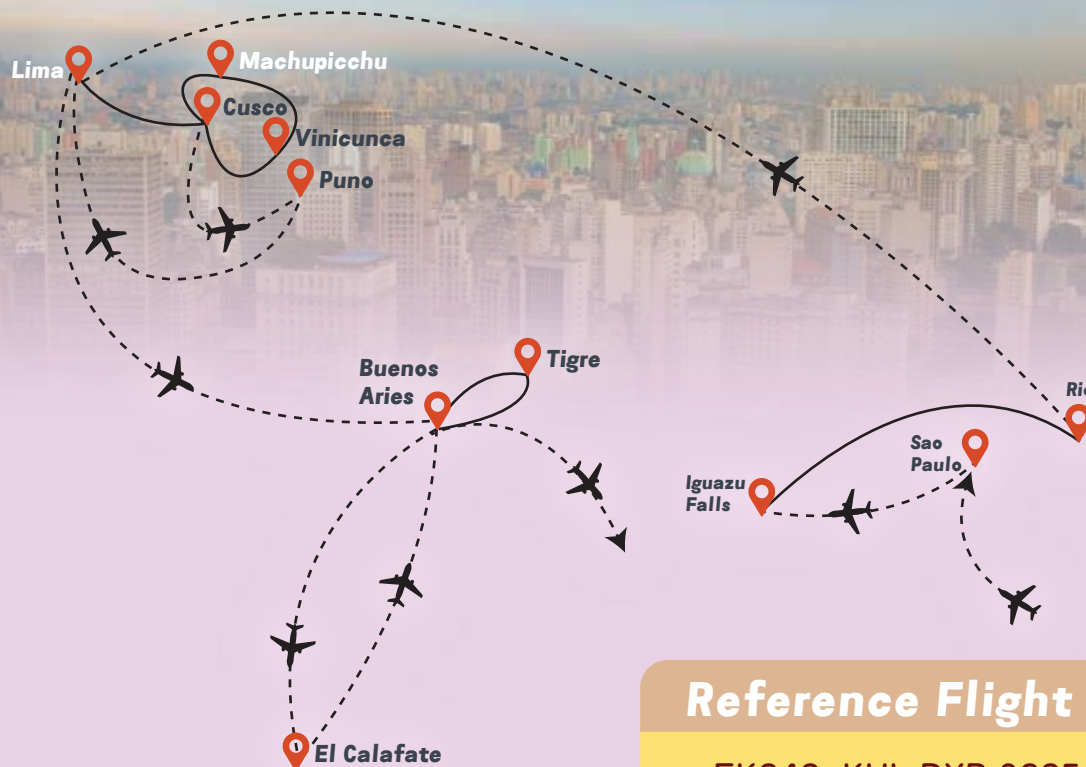 Lima
Machupicchu
Cusco
Vinicunca
Puno
Buenos
Aries
Tigre
Sao
Paulo
Iguazu
Falls
El Calafate
Reference Flight